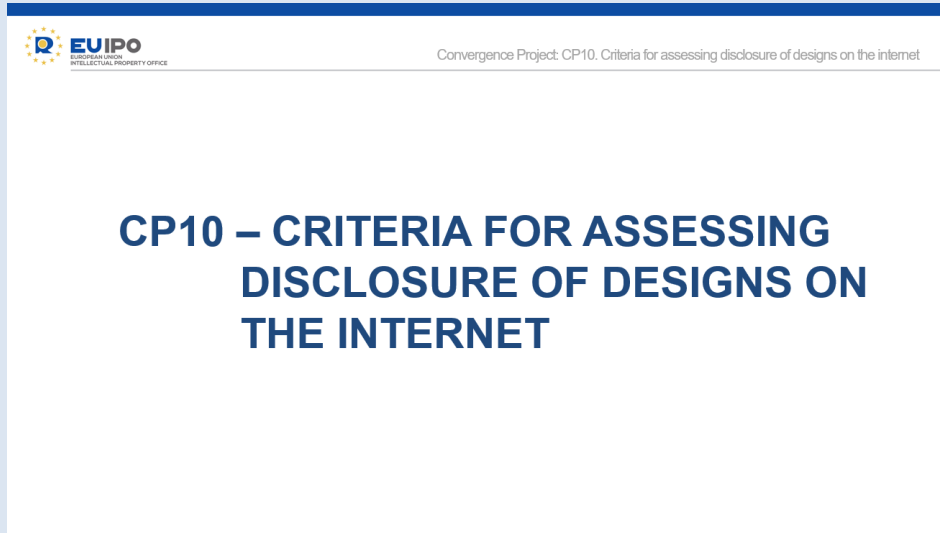 EUIPO
EUROPEAN UNION
INTELLECTUAL PROPERTY OFFICE
Convergence Project: CP10. Criteria for assessing disclosure of designs on the internet
CP10 – CRITERIA FOR ASSESSING
DISCLOSURE OF DESIGNS ON
THE INTERNET